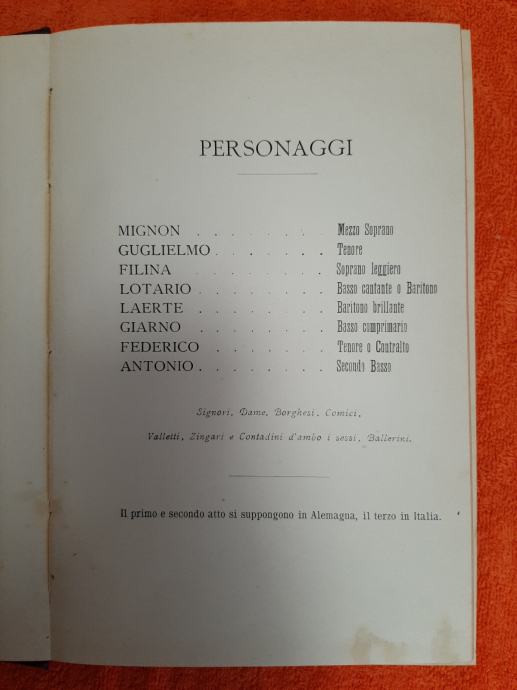 PERSONAGGI
MIGNON . . . . . . . . Mezzo Soprano
GUGLIELMO . . . . . . . Tenore
FILINA . . . . . . . . Soprano leggiero
LOTARIO . . . . . . . . Basso cantante o Baritono
LAERTE . . . . . . . . Baritono brillante
GIARNO . . . . . . . . Basso comprimario
FEDERICO . . . . . . . Tenore o Contralto
ANTONIO . . . . . . . . Secondo Basso
Signori, Dame, Borghesi, Comici,
Valletti, Zingari e Contadini d'ambo i sessi, Ballerini.
Il primo e secondo atto si suppongono in Alemagna, il terzo in Italia.